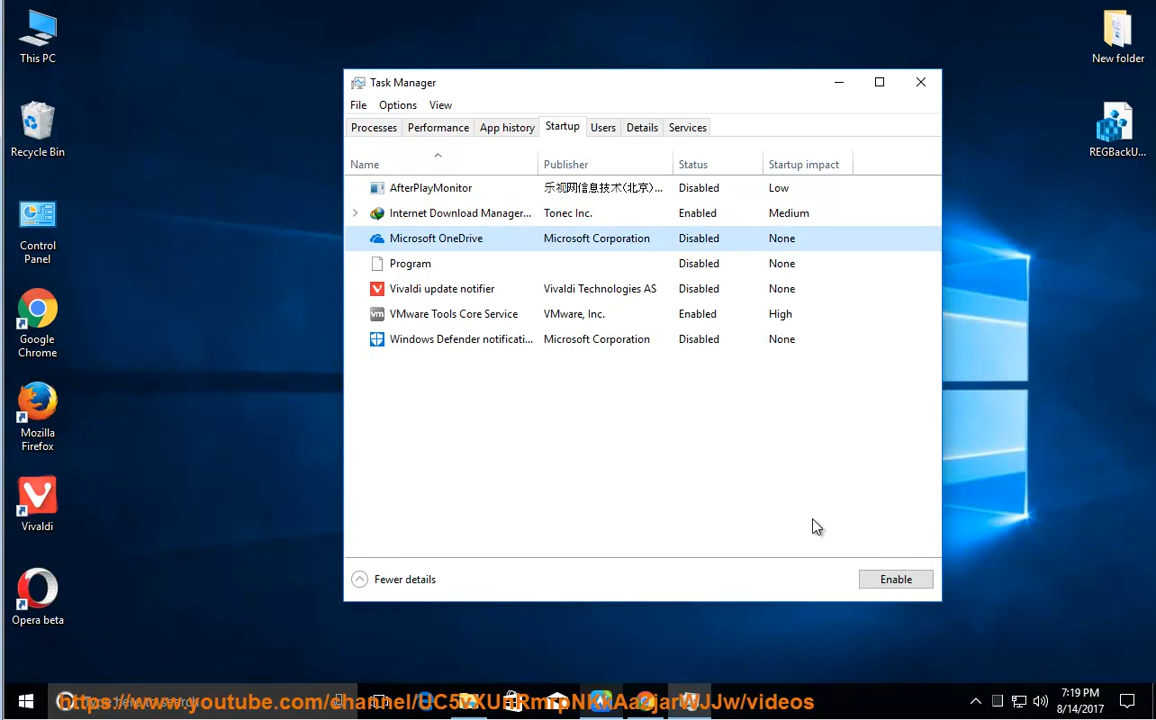 This PC
Recycle Bin
Control
Panel
Google
Chrome
Mozilla
Firefox
Vivaldi
Opera beta
New folder
REGBackU...
Task Manager
File Options View
Processes Performance App history Startup Users Details Services
Name Publisher Status Startup impact
AfterPlayMonitor 乐视网信息技术(北京)... Disabled Low
Internet Download Manager... Tonec Inc. Enabled Medium
Microsoft OneDrive Microsoft Corporation Disabled None
Program Disabled None
Vivaldi update notifier Vivaldi Technologies AS Disabled None
VMware Tools Core Service VMware, Inc. Enabled High
Windows Defender notificati... Microsoft Corporation Disabled None
Fewer details Enable
7:19 PM
8/14/2017